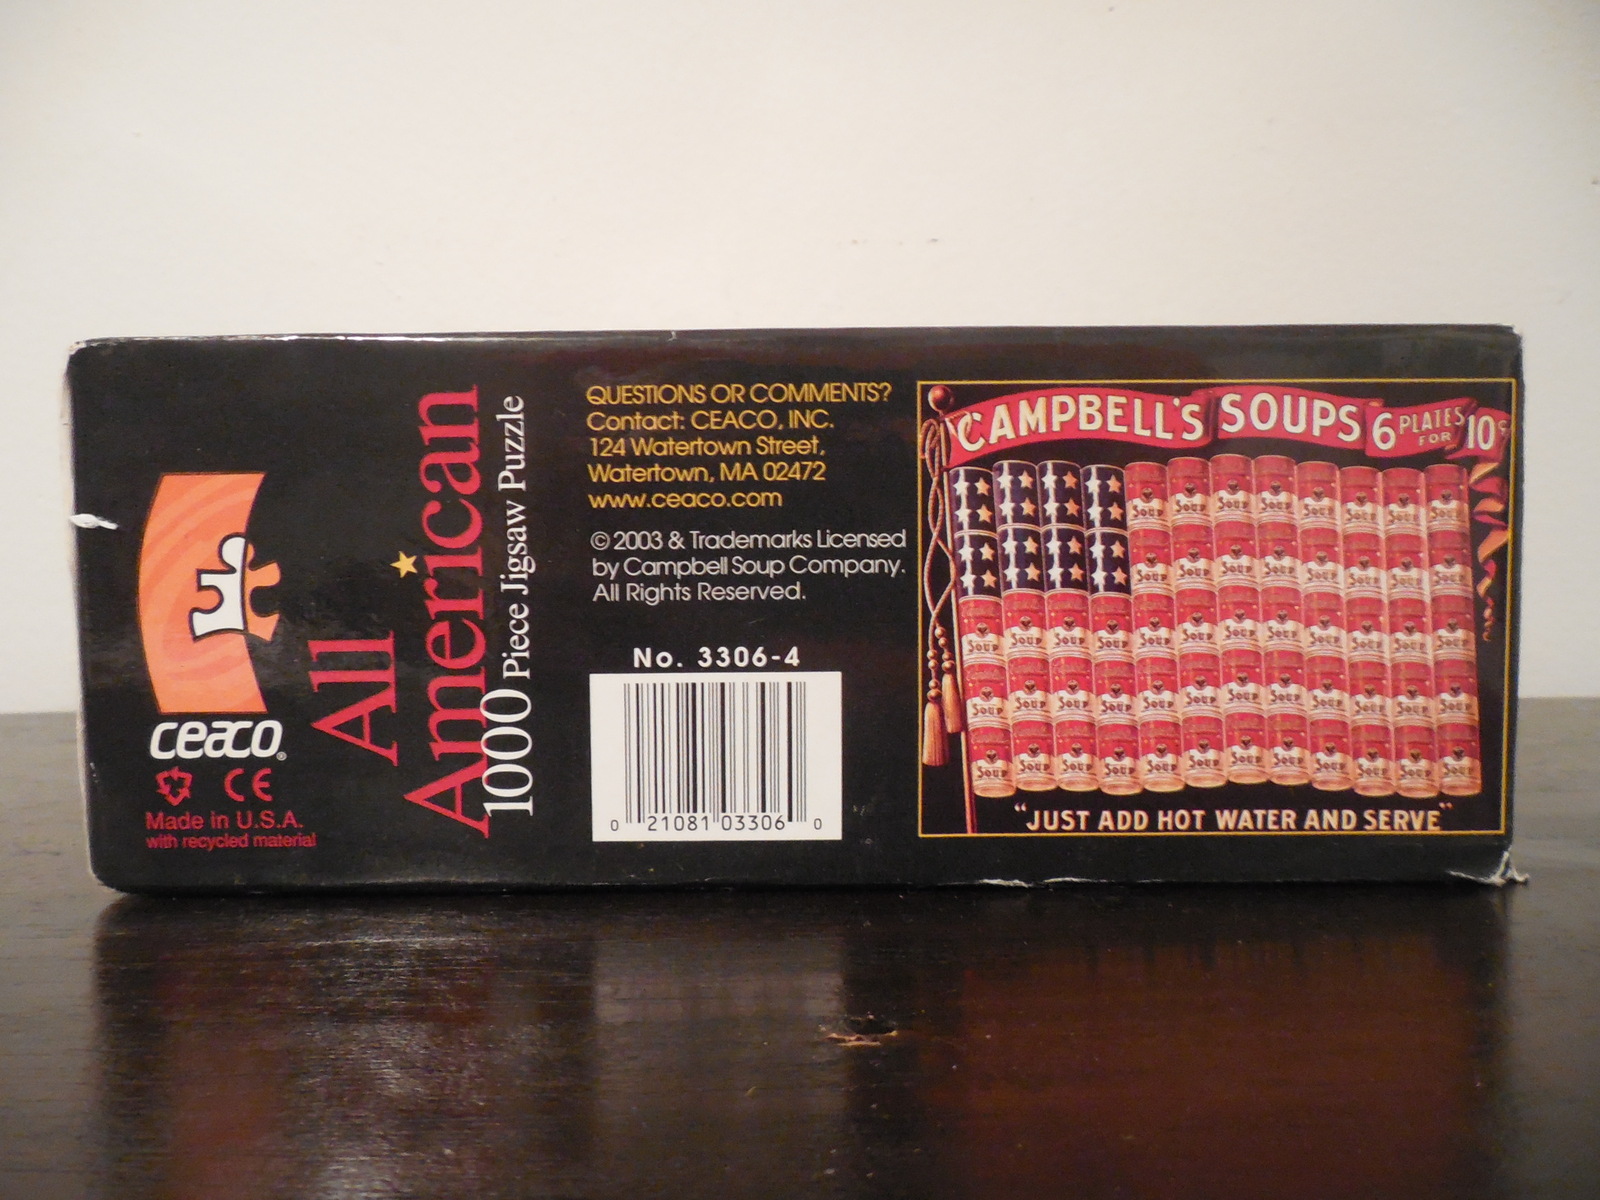 ceaco®
CE
Made in U.S.A.
with recycled material
All
American
1000 Piece Jigsaw Puzzle
QUESTIONS OR COMMENTS?
Contact: CEACO, INC.
124 Watertown Street,
Watertown, MA 02472
www.ceaco.com
© 2003 & Trademarks Licensed
by Campbell Soup Company.
All Rights Reserved.
No. 3306-4
0 21081 03306 0
CAMPBELL'S SOUPS 6 PLATES FOR 10¢
SOUP
"JUST ADD HOT WATER AND SERVE"